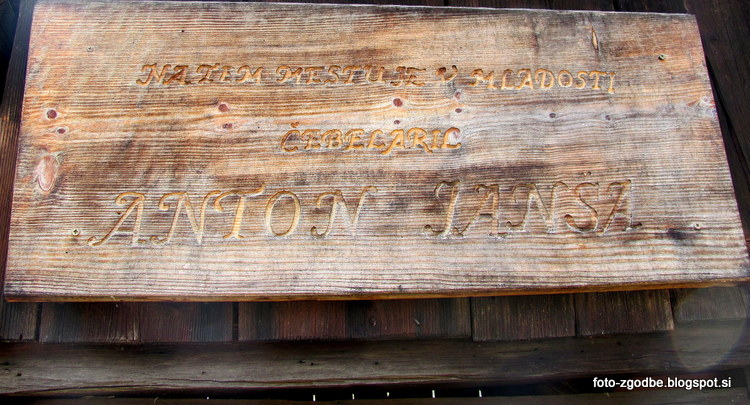 NA TEM MESTU JE V MLADOSTI
ČEBELARIL
ANTON JANŠA
foto-zgodbe.blogspot.si